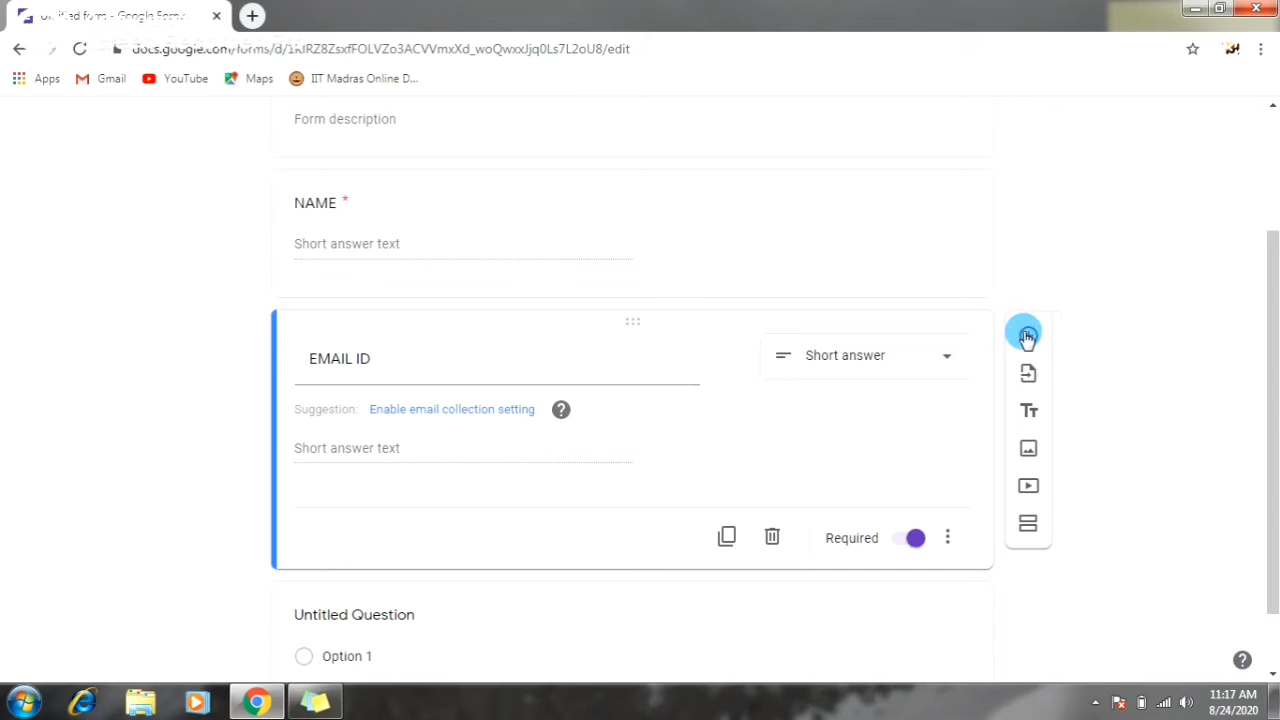 Untitled form - Google Forms
docs.google.com/forms/d/1KlRZ8ZsxfFOLVZo3ACVVmxXd_woQwxxJjq0Ls7L2oU8/edit
Apps Gmail YouTube Maps IIT Madras Online D...
Form description
NAME *
Short answer text
EMAIL ID
Short answer
Suggestion: Enable email collection setting
Short answer text
Required
Untitled Question
Option 1
11:17 AM
8/24/2020